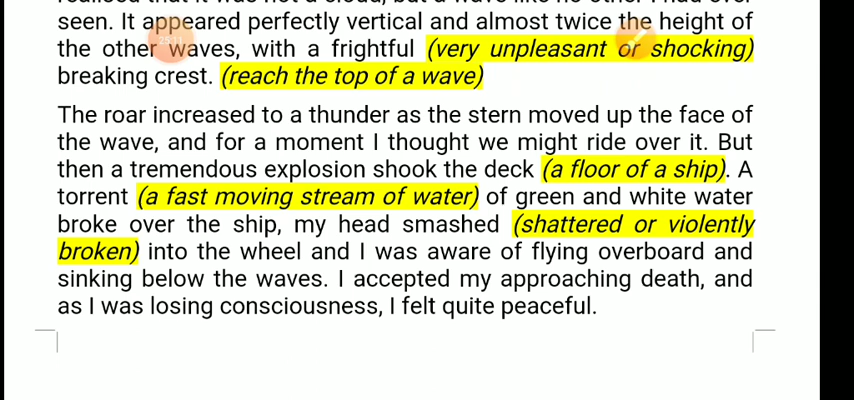 seen. It appeared perfectly vertical and almost twice the height of
the other waves, with a frightful (very unpleasant or shocking)
breaking crest. (reach the top of a wave)
The roar increased to a thunder as the stern moved up the face of
the wave, and for a moment I thought we might ride over it. But
then a tremendous explosion shook the deck (a floor of a ship). A
torrent (a fast moving stream of water) of green and white water
broke over the ship, my head smashed (shattered or violently
broken) into the wheel and I was aware of flying overboard and
sinking below the waves. I accepted my approaching death, and
as I was losing consciousness, I felt quite peaceful.